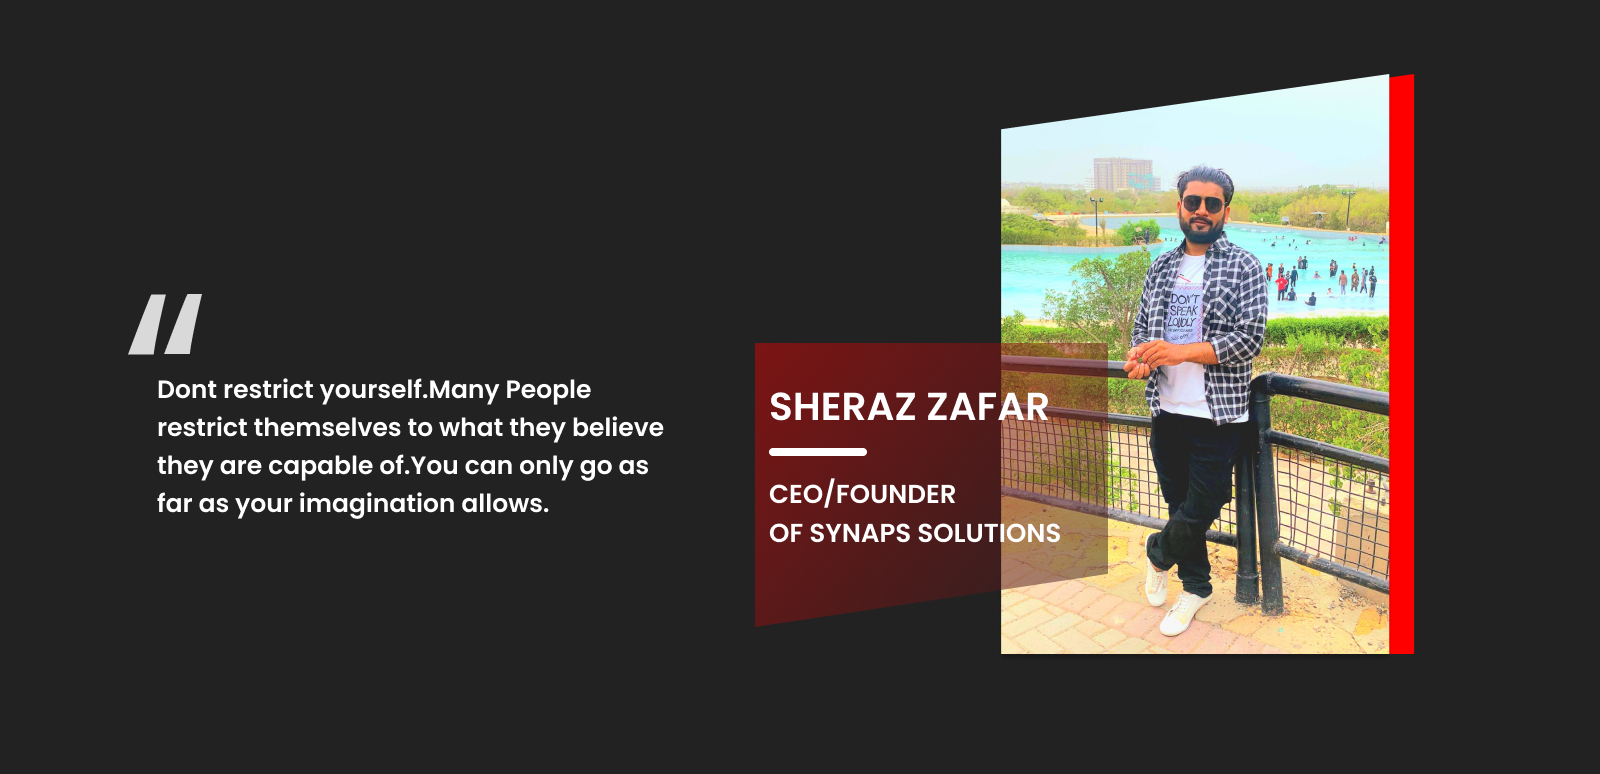 “
Dont restrict yourself.Many People
restrict themselves to what they believe
they are capable of.You can only go as
far as your imagination allows.
SHERAZ ZAFAR
CEO/FOUNDER
OF SYNAPS SOLUTIONS
DON'T
SPEAK
LOUDLY